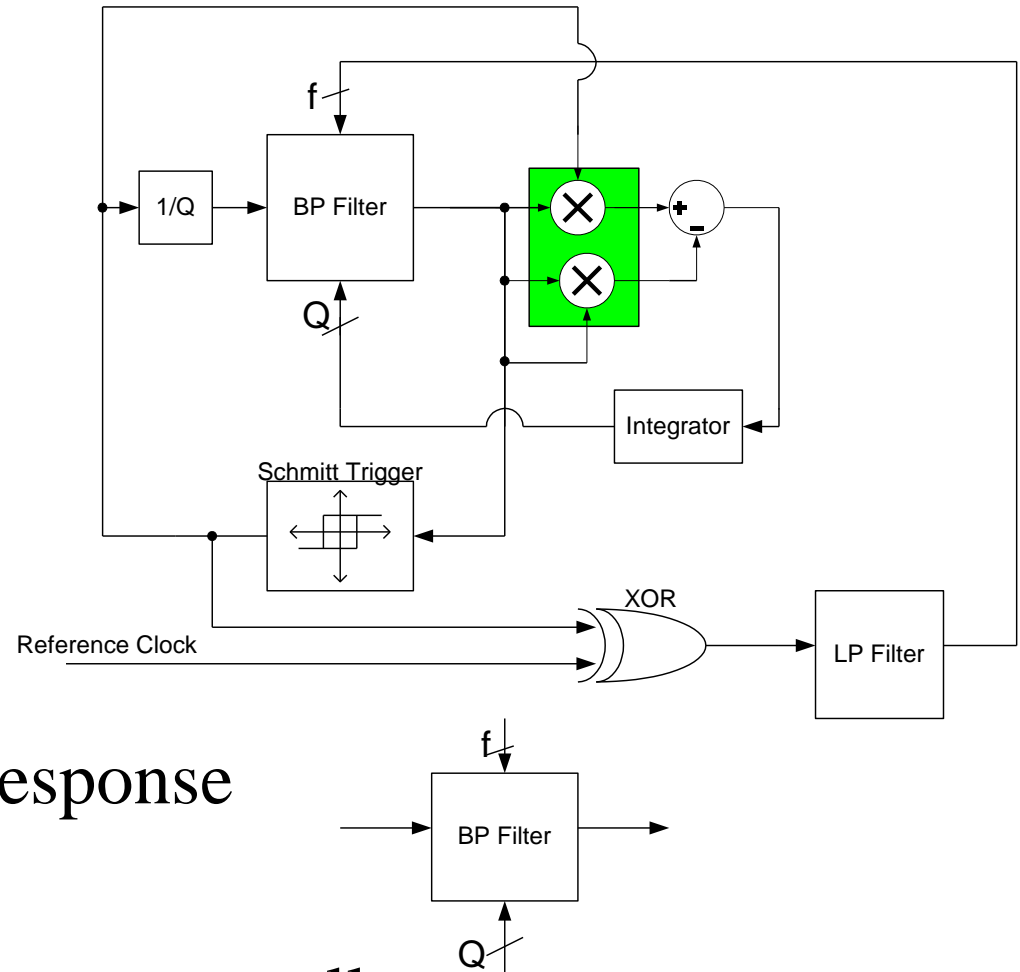 f
1/Q
BP Filter
+
-
Q
Integrator
Schmitt Trigger
XOR
Reference Clock
LP Filter
f
esponse
BP Filter
Q